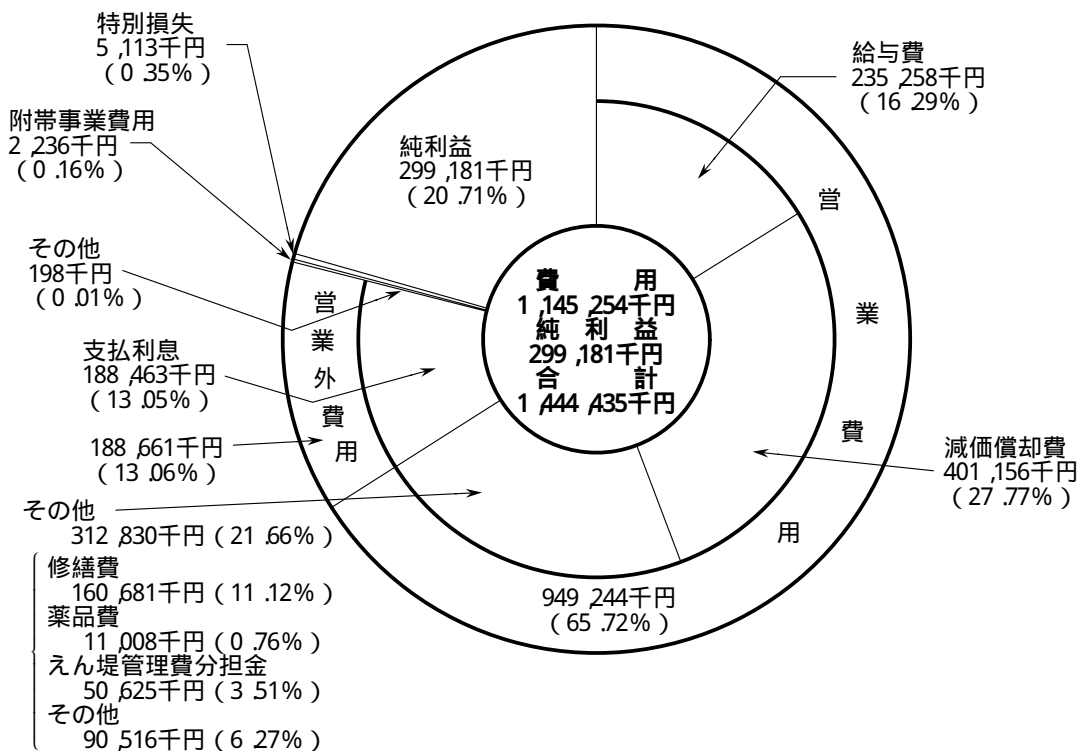 特別損失
5,113千円
（0.35%）
附帯事業費用
2,236千円
（0.16%）
純利益
299,181千円
（20.71%）
給与費
235,258千円
（16.29%）
その他
198千円
（0.01%）
支払利息
188,463千円
（13.05%）
188,661千円
（13.06%）
営業外費用
費用
1,145,254千円
純利益
299,181千円
合計
1,444,435千円
営業費用
減価償却費
401,156千円
（27.77%）
949,244千円
（65.72%）
その他
312,830千円（21.66%）
修繕費
160,681千円（11.12%）
薬品費
11,008千円（0.76%）
えん堤管理費分担金
50,625千円（3.51%）
その他
90,516千円（6.27%）